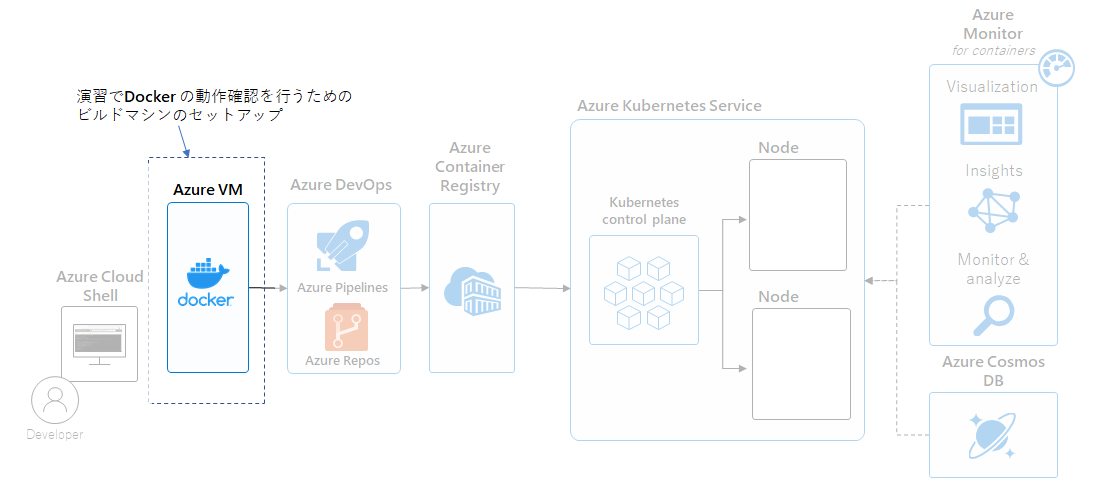 Azure
Monitor
for containers
Visualization
Insights
Monitor &
analyze
Azure Cosmos
DB
演習でDocker の動作確認を行うための
ビルドマシンのセットアップ
Azure VM
docker
Azure DevOps
Azure Pipelines
Azure Repos
Azure
Container
Registry
Azure Kubernetes Service
Kubernetes
control plane
Node
Node
Azure Cloud
Shell
Developer